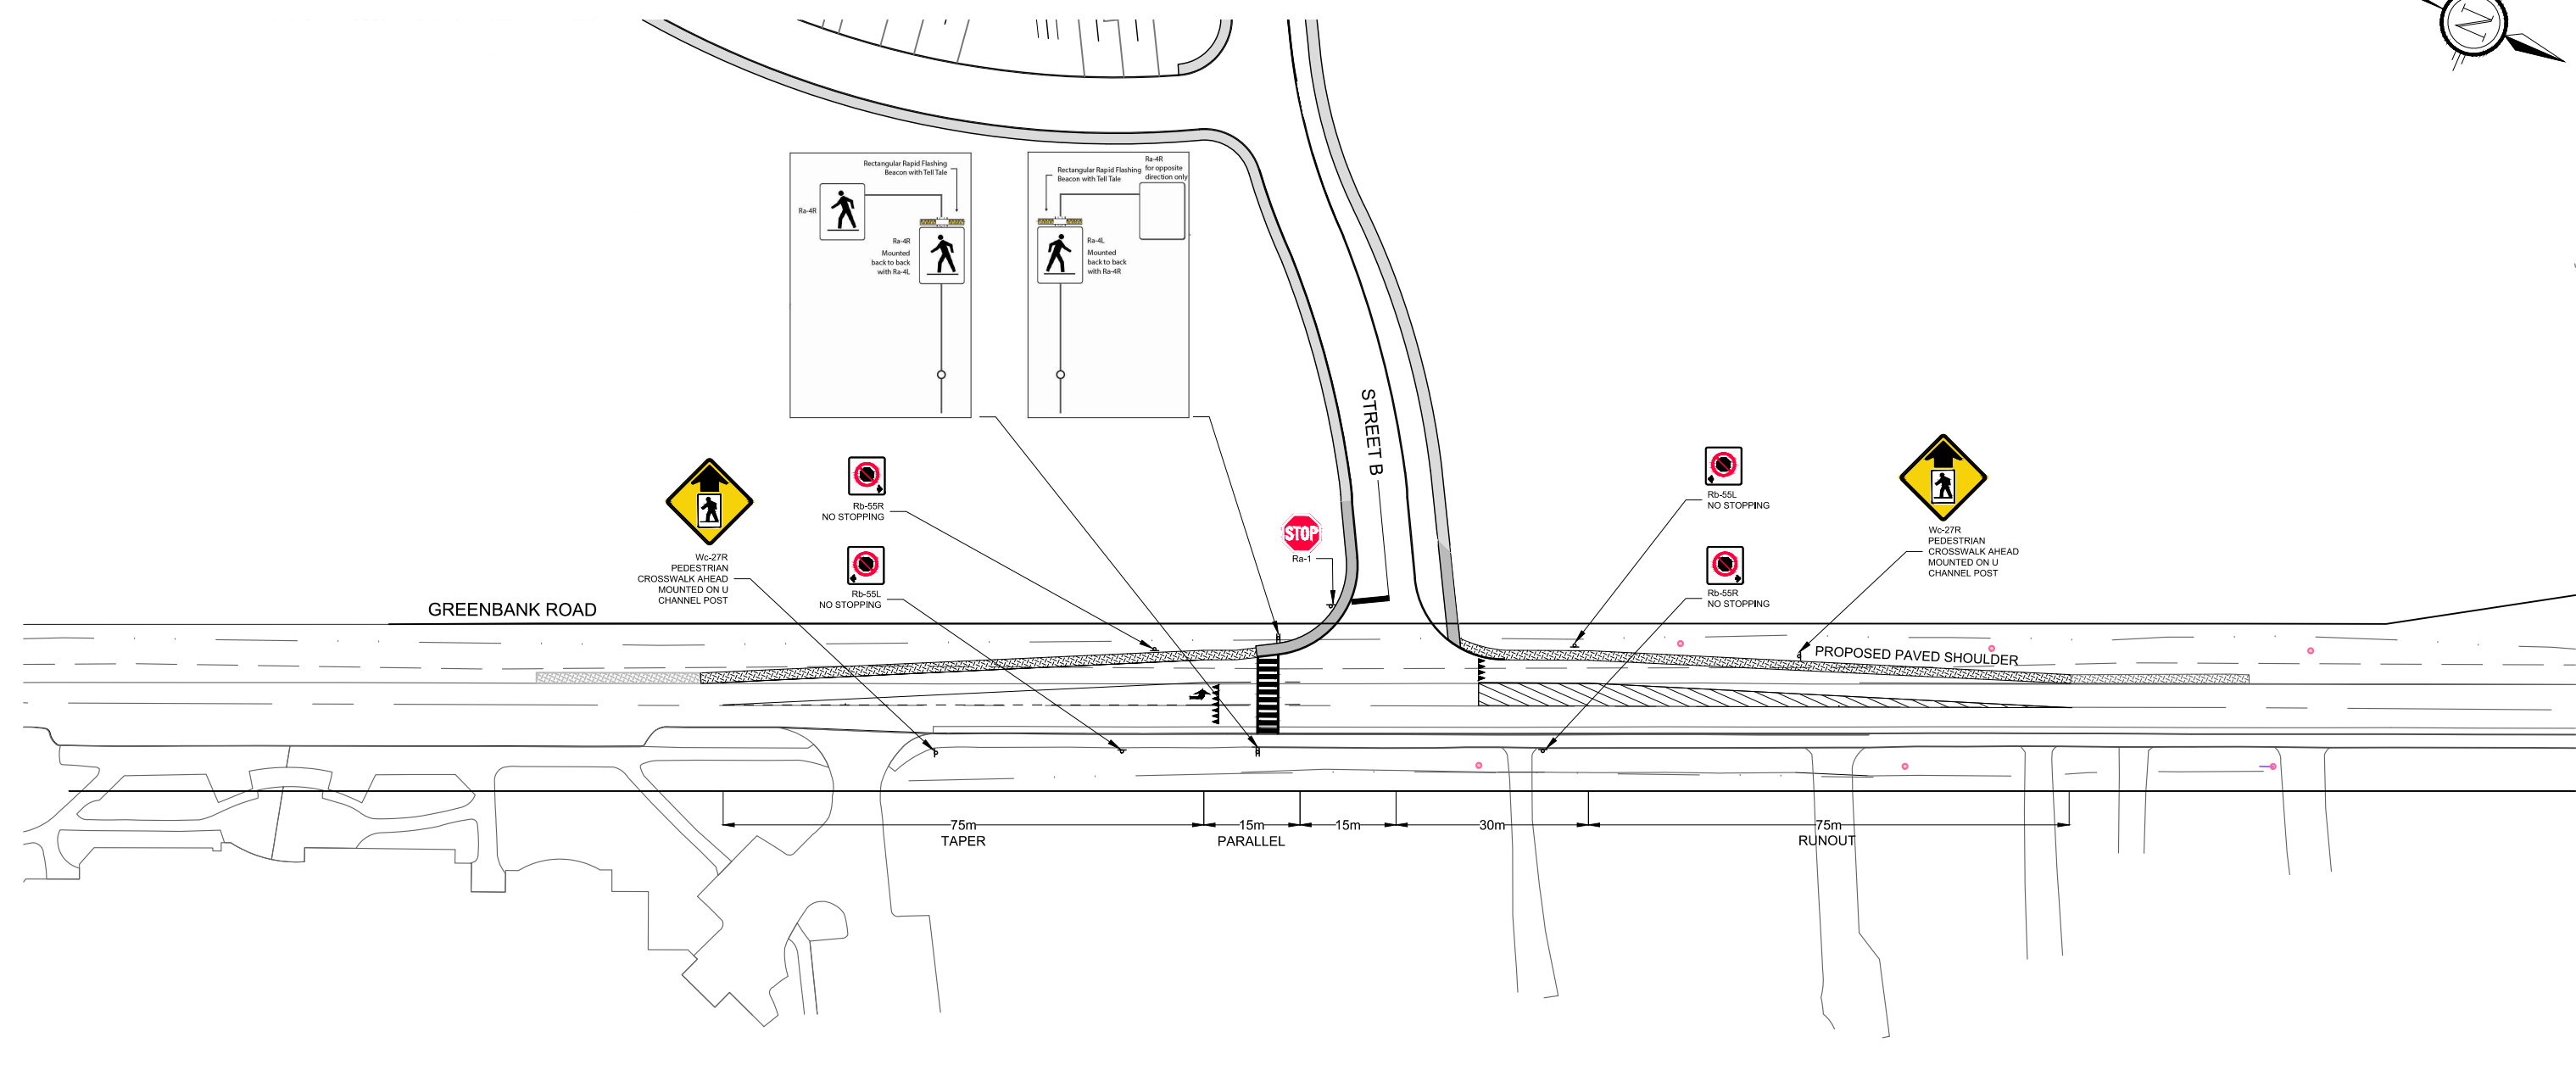 N
Rectangular Rapid Flashing
Beacon with Tell Tale
Ra-4R
Ra-4R
Mounted
back to back
with Ra-4L
Ra-4R
for opposite
direction only
Rectangular Rapid Flashing
Beacon with Tell Tale
Ra-4L
Mounted
back to back
with Ra-4R
STREET B
Rb-55R
NO STOPPING
Rb-55L
NO STOPPING
Wc-27R
PEDESTRIAN
CROSSWALK AHEAD
MOUNTED ON U
CHANNEL POST
STOP
Ra-1
Rb-55L
NO STOPPING
Rb-55R
NO STOPPING
Wc-27R
PEDESTRIAN
CROSSWALK AHEAD
MOUNTED ON U
CHANNEL POST
GREENBANK ROAD
PROPOSED PAVED SHOULDER
75m
TAPER
15m
PARALLEL
15m
30m
75m
RUNOUT